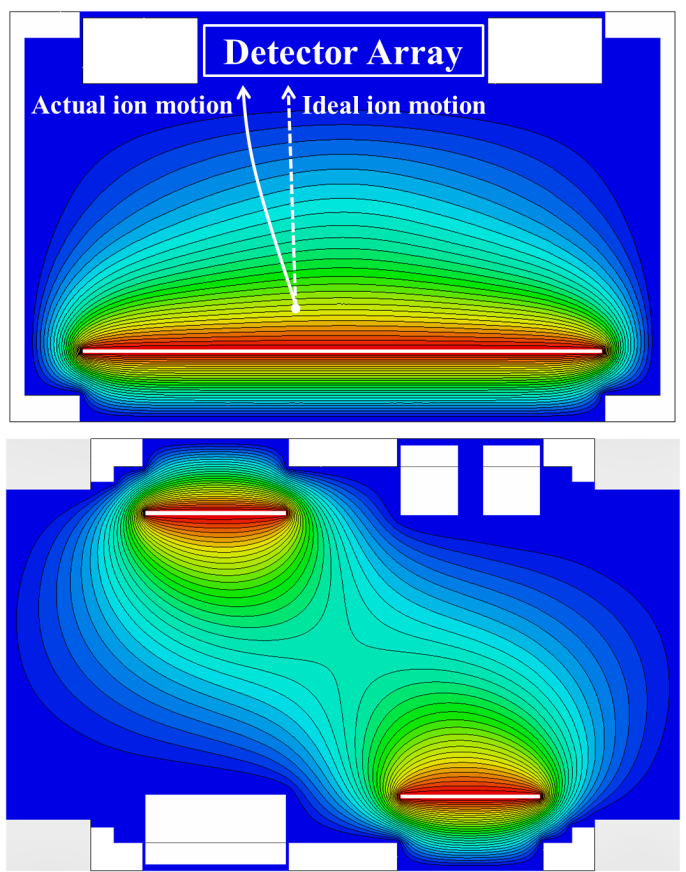 Detector Array
Actual ion motion
Ideal ion motion